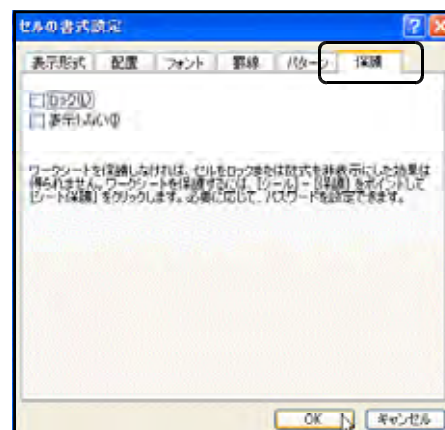 セルの書式設定
表示形式 配置 フォント 罫線 パターン 保護
ロック(L)
表示しない(I)
ワークシートを保護しなければ、セルをロックまたは数式を非表示にした効果は
得られません。ワークシートを保護するには、[ツール] - [保護] をポイントして
[シート保護] をクリックします。必要に応じて、パスワードを設定できます。
OK キャンセル